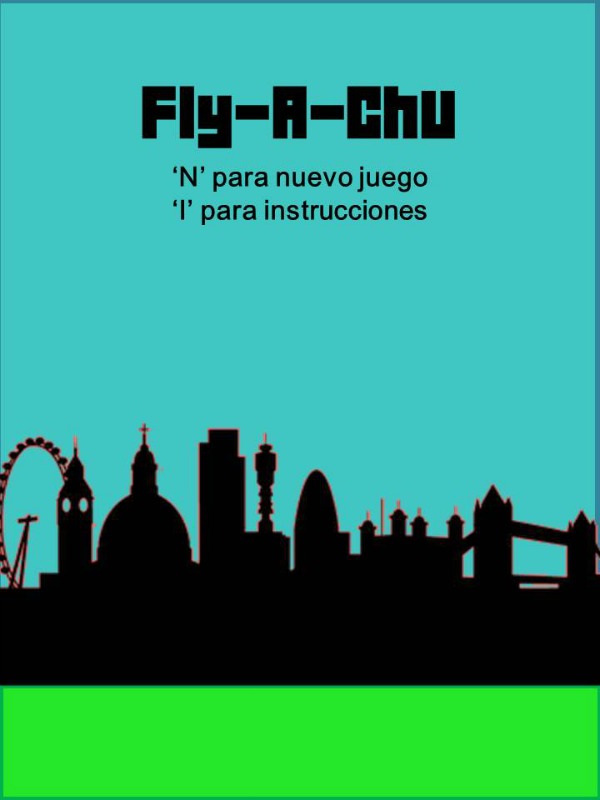 Fly-A-Chu
‘N’ para nuevo juego
‘I’ para instrucciones